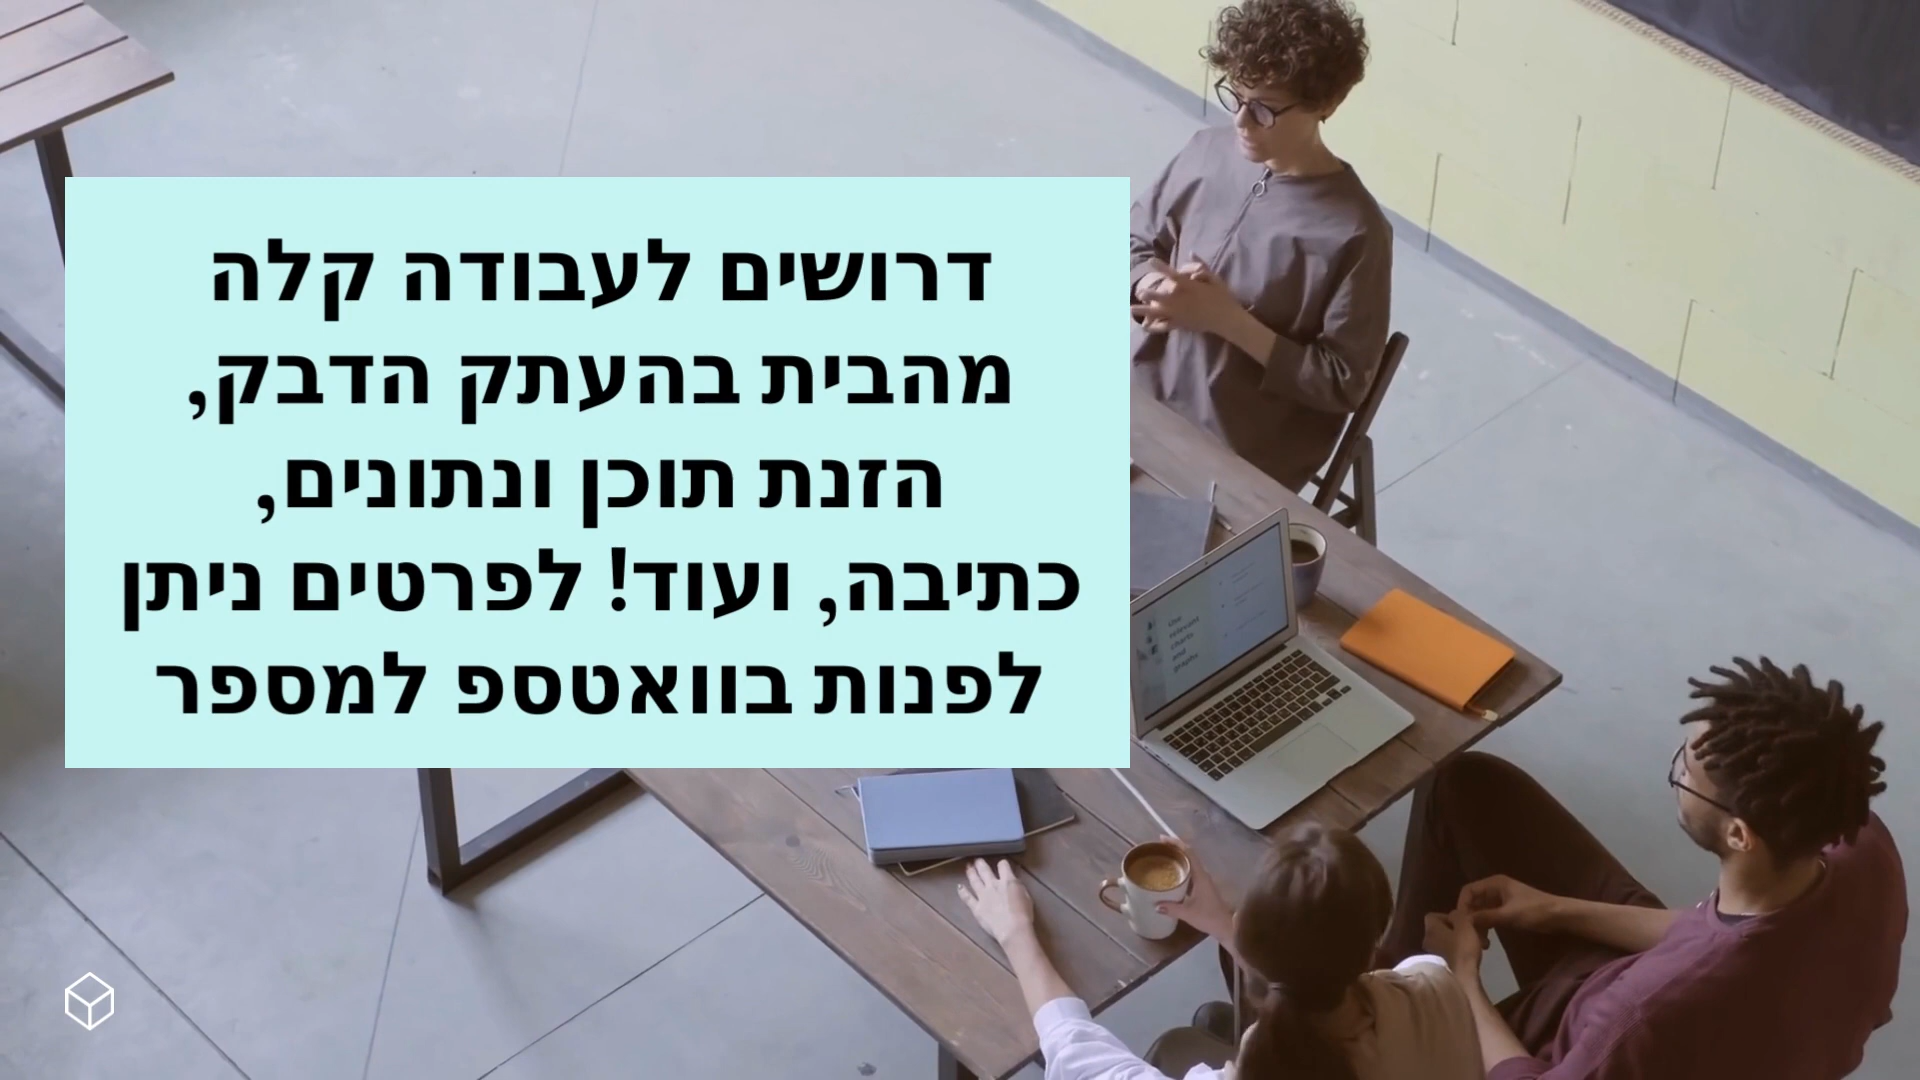 דרושים לעבודה קלה
מהבית בהעתק הדבק,
הזנת תוכן ונתונים,
כתיבה, ועוד! לפרטים ניתן
לפנות בוואטספ למספר